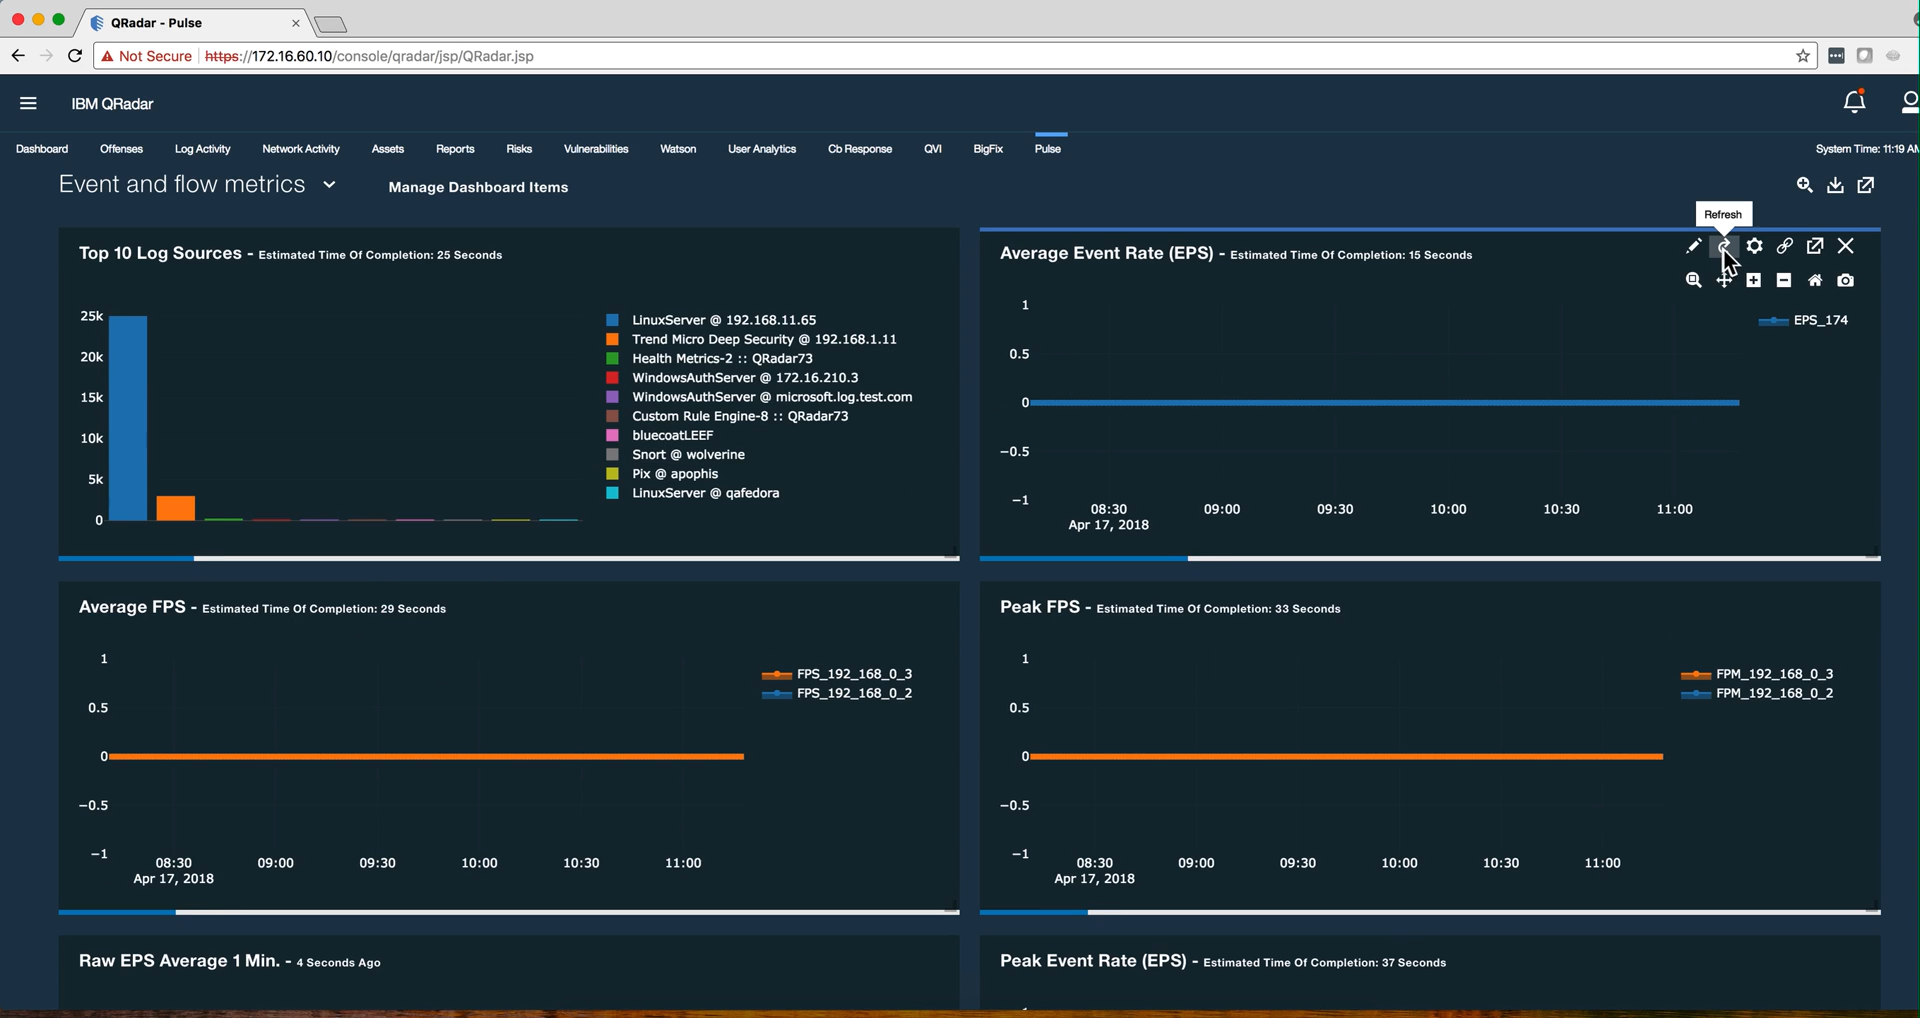 QRadar - Pulse
Not Secure https://172.16.60.10/console/qradar/jsp/QRadar.jsp
IBM QRadar
Dashboard Offenses Log Activity Network Activity Assets Reports Risks Vulnerabilities Watson User Analytics Cb Response QVI BigFix Pulse System Time: 11:19 AM
Event and flow metrics Manage Dashboard Items
Refresh
Top 10 Log Sources - Estimated Time Of Completion: 25 Seconds
25k
20k
15k
10k
5k
0
LinuxServer @ 192.168.11.65
Trend Micro Deep Security @ 192.168.1.11
Health Metrics-2 :: QRadar73
WindowsAuthServer @ 172.16.210.3
WindowsAuthServer @ microsoft.log.test.com
Custom Rule Engine-8 :: QRadar73
bluecoatLEEF
Snort @ wolverine
Pix @ apophis
LinuxServer @ qafedora
Average Event Rate (EPS) - Estimated Time Of Completion: 15 Seconds
1
0.5
0
−0.5
−1
EPS_174
08:30 09:00 09:30 10:00 10:30 11:00
Apr 17, 2018
Average FPS - Estimated Time Of Completion: 29 Seconds
1
0.5
0
−0.5
−1
FPS_192_168_0_3
FPS_192_168_0_2
08:30 09:00 09:30 10:00 10:30 11:00
Apr 17, 2018
Peak FPS - Estimated Time Of Completion: 33 Seconds
1
0.5
0
−0.5
−1
FPM_192_168_0_3
FPM_192_168_0_2
08:30 09:00 09:30 10:00 10:30 11:00
Apr 17, 2018
Raw EPS Average 1 Min. - 4 Seconds Ago
Peak Event Rate (EPS) - Estimated Time Of Completion: 37 Seconds